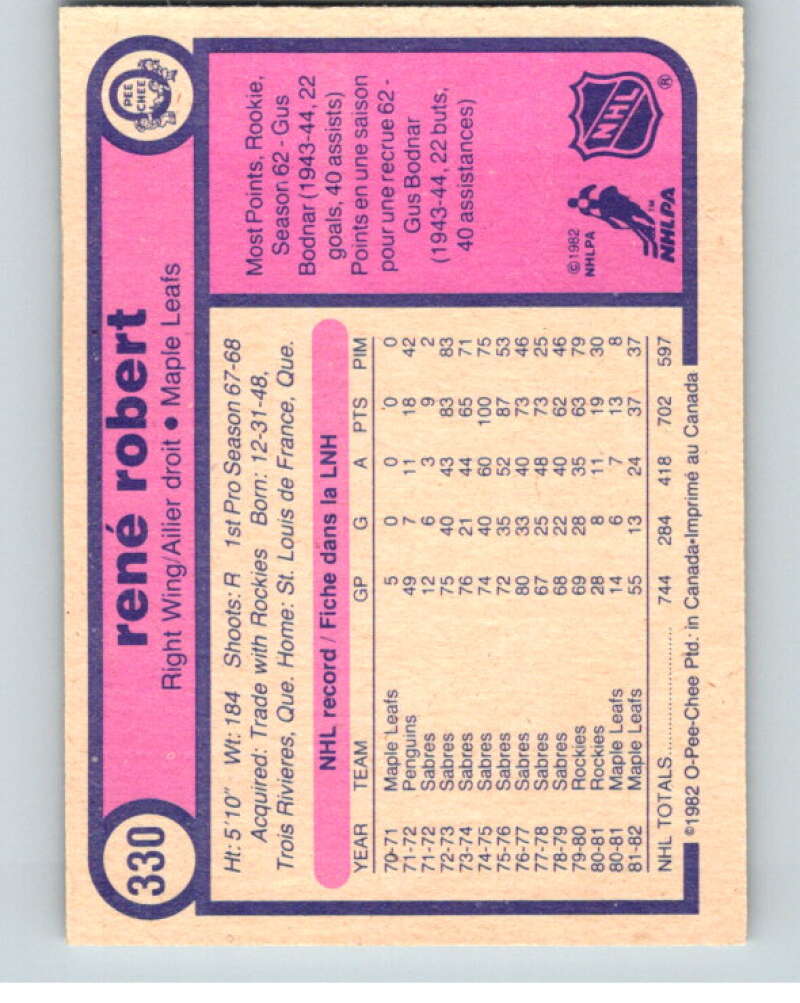 330
rené robert
Right Wing/Ailier droit • Maple Leafs
O
PEE
CHEE
Ht: 5'10" Wt: 184 Shoots: R 1st Pro Season 67-68
Acquired: Trade with Rockies Born: 12-31-48,
Trois Rivieres, Que. Home: St. Louis de France, Que.
NHL record / Fiche dans la LNH
YEAR TEAM GP G A PTS PIM
70-71 Maple Leafs 5 0 0 0 0
71-72 Penguins 49 7 11 18 42
71-72 Sabres 12 6 3 9 2
72-73 Sabres 75 40 43 83 83
73-74 Sabres 76 21 44 65 71
74-75 Sabres 74 40 60 100 75
75-76 Sabres 72 35 52 87 53
76-77 Sabres 80 33 40 73 46
77-78 Sabres 67 25 48 73 25
78-79 Sabres 68 22 40 62 46
79-80 Rockies 69 28 35 63 79
80-81 Rockies 28 8 11 19 30
80-81 Maple Leafs 14 6 7 13 8
81-82 Maple Leafs 55 13 24 37 37
NHL TOTALS.................... 744 284 418 702 597
©1982 O-Pee-Chee Ptd. in Canada•Imprimé au Canada
Most Points, Rookie,
Season 62 - Gus
Bodnar (1943-44, 22
goals, 40 assists)
Points en une saison
pour une recrue 62 -
Gus Bodnar
(1943-44, 22 buts,
40 assistances)
©1982
NHLPA
™
NHLPA
NHL
®